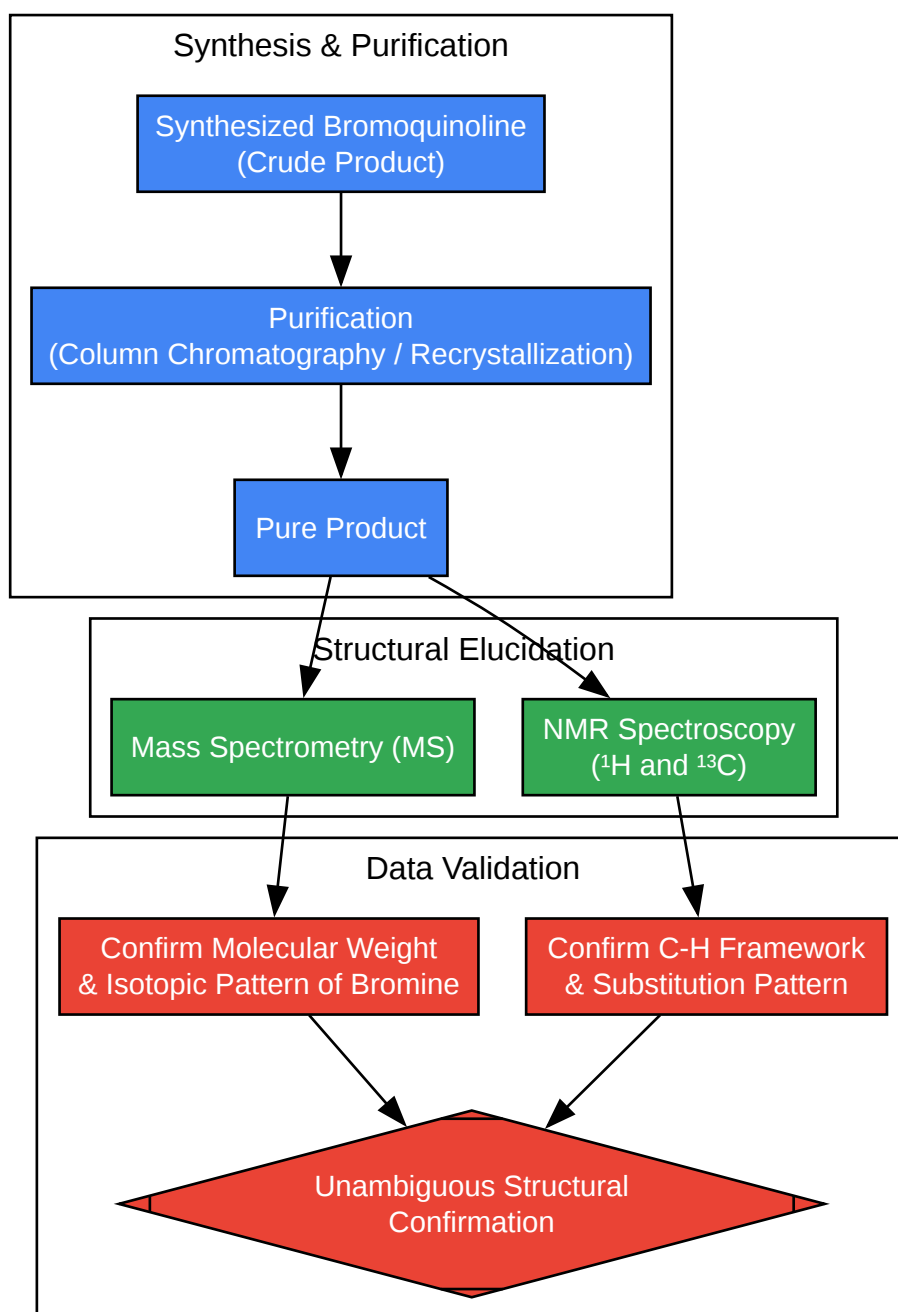 Synthesis & Purification
Synthesized Bromoquinoline
(Crude Product)
Purification
(Column Chromatography / Recrystallization)
Pure Product
Structural Elucidation
Mass Spectrometry (MS)
NMR Spectroscopy
(¹H and ¹³C)
Data Validation
Confirm Molecular Weight
& Isotopic Pattern of Bromine
Confirm C-H Framework
& Substitution Pattern
Unambiguous Structural
Confirmation